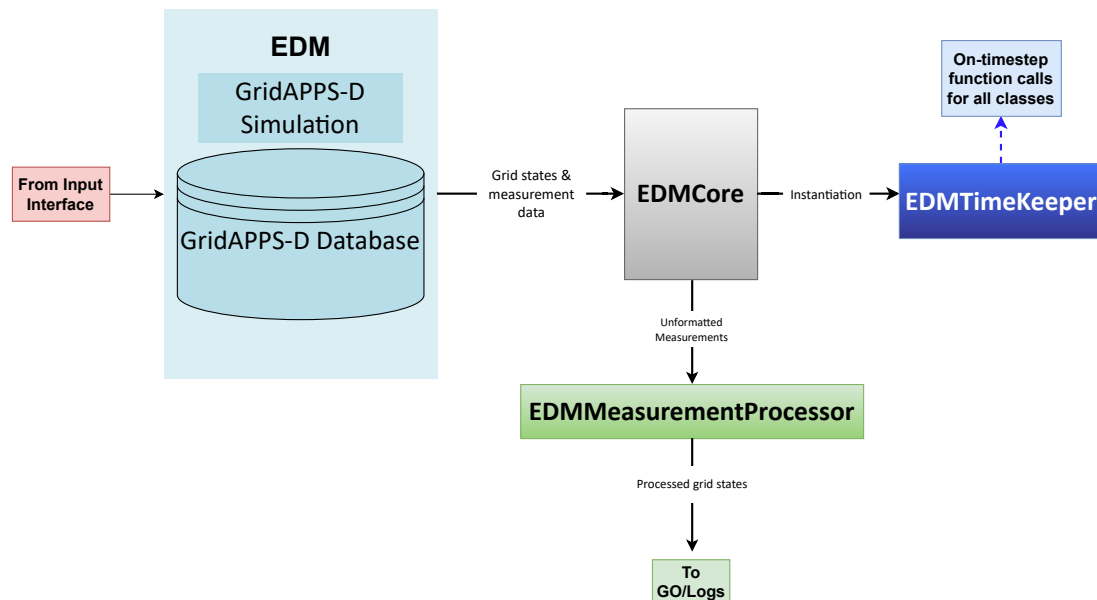 EDM
GridAPPS-D
Simulation
GridAPPS-D Database
From Input
Interface
Grid states &
measurement
data
EDMCore
Instantiation
EDMTimeKeeper
On-timestep
function calls
for all classes
Unformatted
Measurements
EDMMeasurementProcessor
Processed grid states
To
GO/Logs